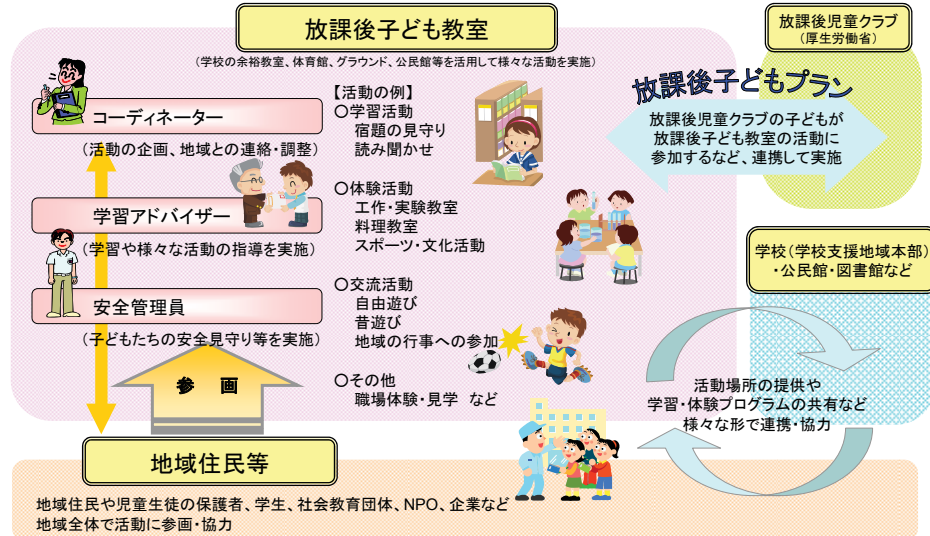 放課後子ども教室
(学校の余裕教室、体育館、グラウンド、公民館等を活用して様々な活動を実施)
コーディネーター
(活動の企画、地域との連絡・調整)
学習アドバイザー
(学習や様々な活動の指導を実施)
安全管理員
(子どもたちの安全見守り等を実施)
参 画
【活動の例】
○学習活動
宿題の見守り
読み聞かせ
○体験活動
工作・実験教室
料理教室
スポーツ・文化活動
○交流活動
自由遊び
昔遊び
地域の行事への参加
○その他
職場体験・見学 など
放課後児童クラブ
(厚生労働省)
放課後子どもプラン
放課後児童クラブの子どもが
放課後子ども教室の活動に
参加するなど、連携して実施
学校(学校支援地域本部)
・公民館・図書館など
活動場所の提供や
学習・体験プログラムの共有など
様々な形で連携・協力
地域住民等
地域住民や児童生徒の保護者、学生、社会教育団体、NPO、企業など
地域全体で活動に参画・協力